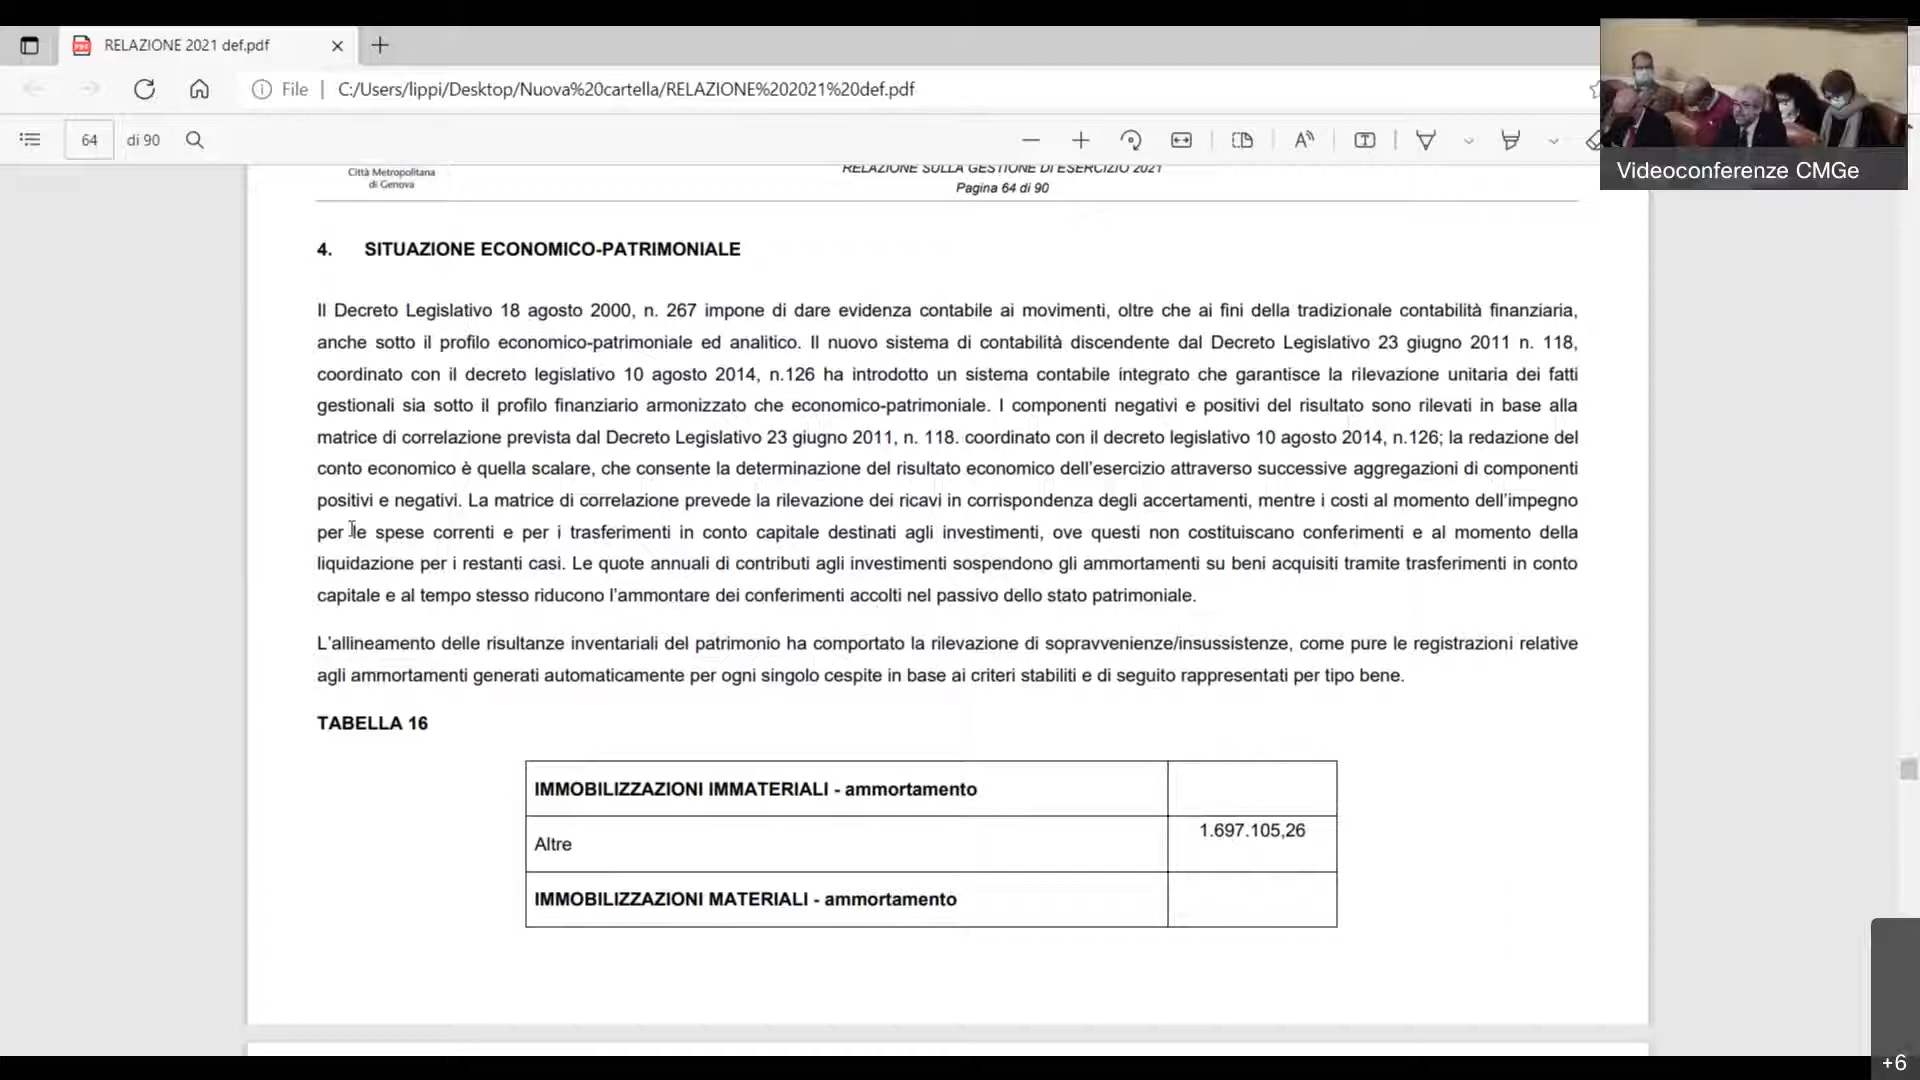 RELAZIONE 2021 def.pdf
File | C:/Users/lippi/Desktop/Nuova%20cartella/RELAZIONE%202021%20def.pdf
64 di 90
Videoconferenze CMGe
Città Metropolitana
di Genova
RELAZIONE SULLA GESTIONE DI ESERCIZIO 2021
Pagina 64 di 90
4. SITUAZIONE ECONOMICO-PATRIMONIALE
Il Decreto Legislativo 18 agosto 2000, n. 267 impone di dare evidenza contabile ai movimenti, oltre che ai fini della tradizionale contabilità finanziaria,
anche sotto il profilo economico-patrimoniale ed analitico. Il nuovo sistema di contabilità discendente dal Decreto Legislativo 23 giugno 2011 n. 118,
coordinato con il decreto legislativo 10 agosto 2014, n.126 ha introdotto un sistema contabile integrato che garantisce la rilevazione unitaria dei fatti
gestionali sia sotto il profilo finanziario armonizzato che economico-patrimoniale. I componenti negativi e positivi del risultato sono rilevati in base alla
matrice di correlazione prevista dal Decreto Legislativo 23 giugno 2011, n. 118. coordinato con il decreto legislativo 10 agosto 2014, n.126; la redazione del
conto economico è quella scalare, che consente la determinazione del risultato economico dell'esercizio attraverso successive aggregazioni di componenti
positivi e negativi. La matrice di correlazione prevede la rilevazione dei ricavi in corrispondenza degli accertamenti, mentre i costi al momento dell'impegno
per le spese correnti e per i trasferimenti in conto capitale destinati agli investimenti, ove questi non costituiscano conferimenti e al momento della
liquidazione per i restanti casi. Le quote annuali di contributi agli investimenti sospendono gli ammortamenti su beni acquisiti tramite trasferimenti in conto
capitale e al tempo stesso riducono l'ammontare dei conferimenti accolti nel passivo dello stato patrimoniale.
L'allineamento delle risultanze inventariali del patrimonio ha comportato la rilevazione di sopravvenienze/insussistenze, come pure le registrazioni relative
agli ammortamenti generati automaticamente per ogni singolo cespite in base ai criteri stabiliti e di seguito rappresentati per tipo bene.
TABELLA 16
IMMOBILIZZAZIONI IMMATERIALI - ammortamento
Altre 1.697.105,26
IMMOBILIZZAZIONI MATERIALI - ammortamento
+6